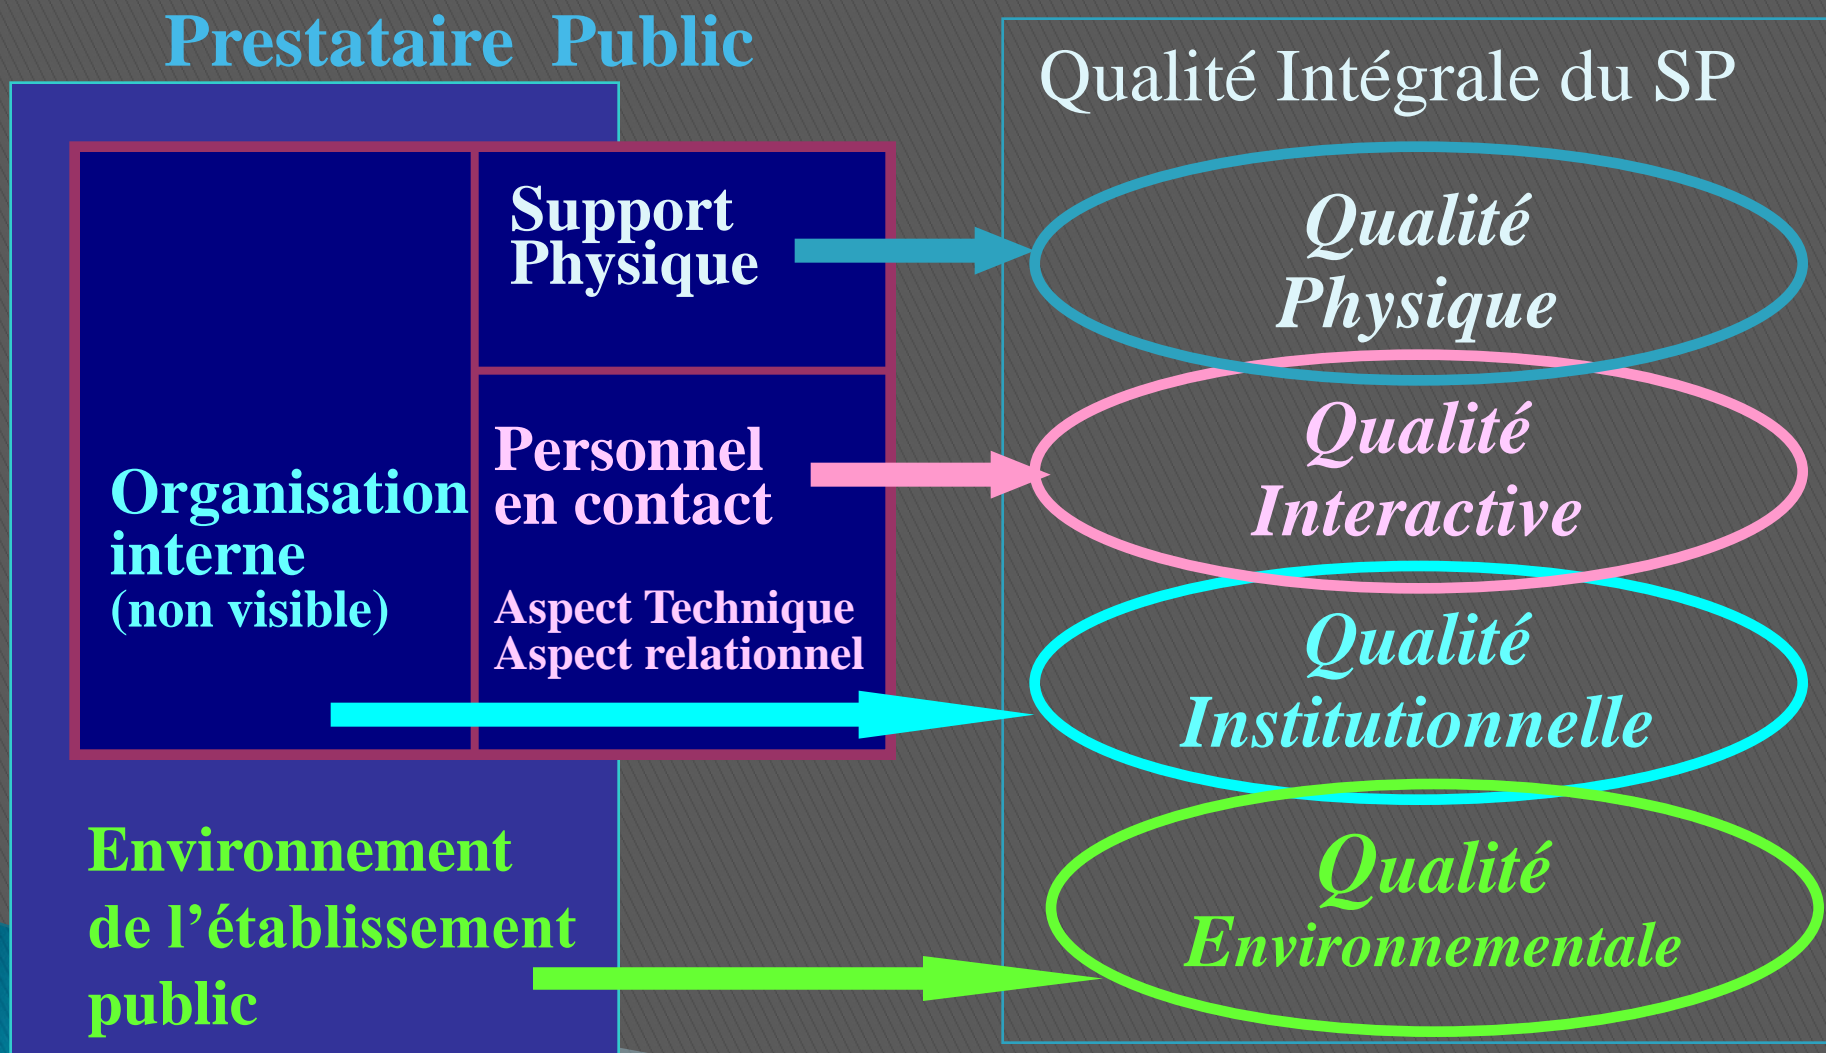 Prestataire Public
Qualité Intégrale du SP
Support
Physique
Organisation
interne
(non visible)
Personnel
en contact
Aspect Technique
Aspect relationnel
Environnement
de l’établissement
public
Qualité
Physique
Qualité
Interactive
Qualité
Institutionnelle
Qualité
Environnementale